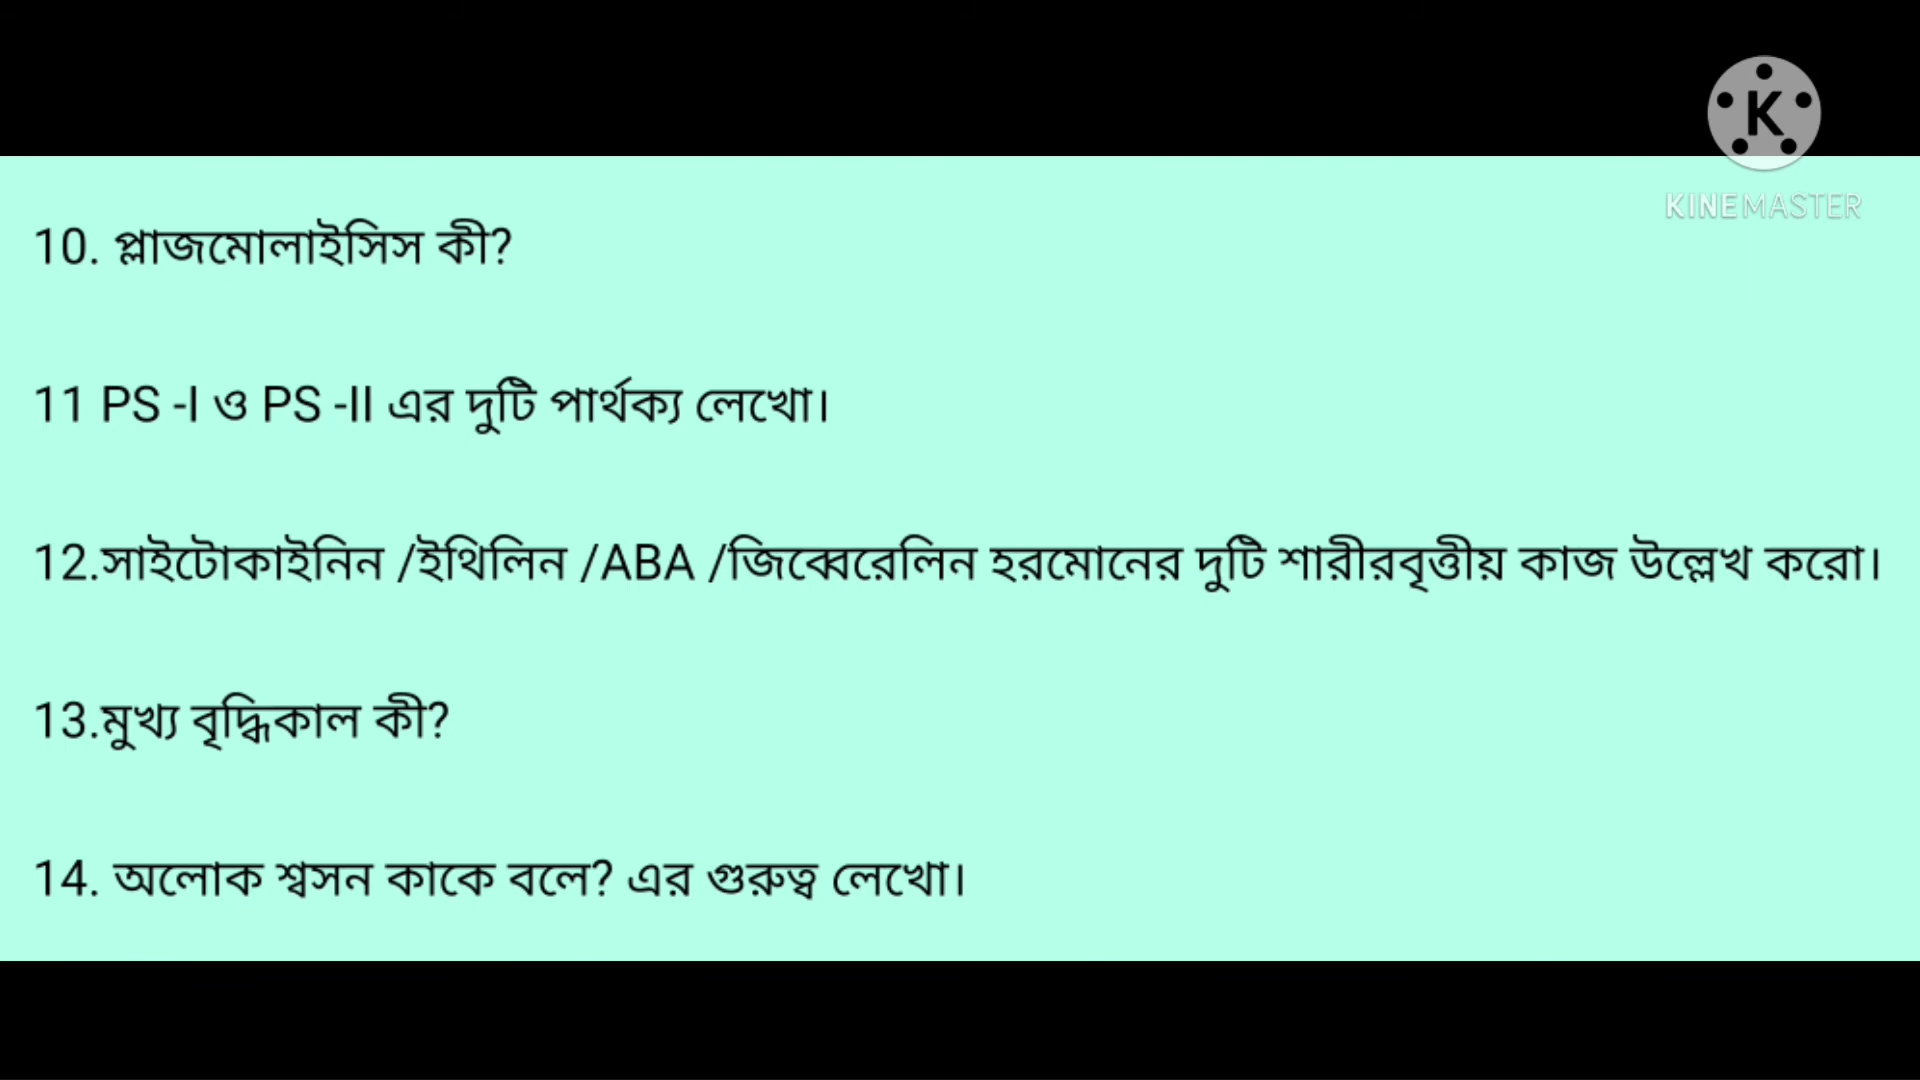 K
KINEMASTER
10. প্লাজমোলাইসিস কী?
11 PS -I ও PS -II এর দুটি পার্থক্য লেখো।
12.সাইটোকাইনিন /ইথিলিন /ABA /জিব্বেরেলিন হরমোনের দুটি শারীরবৃত্তীয় কাজ উল্লেখ করো।
13.মুখ্য বৃদ্ধিকাল কী?
14. অলোক শ্বসন কাকে বলে? এর গুরুত্ব লেখো।